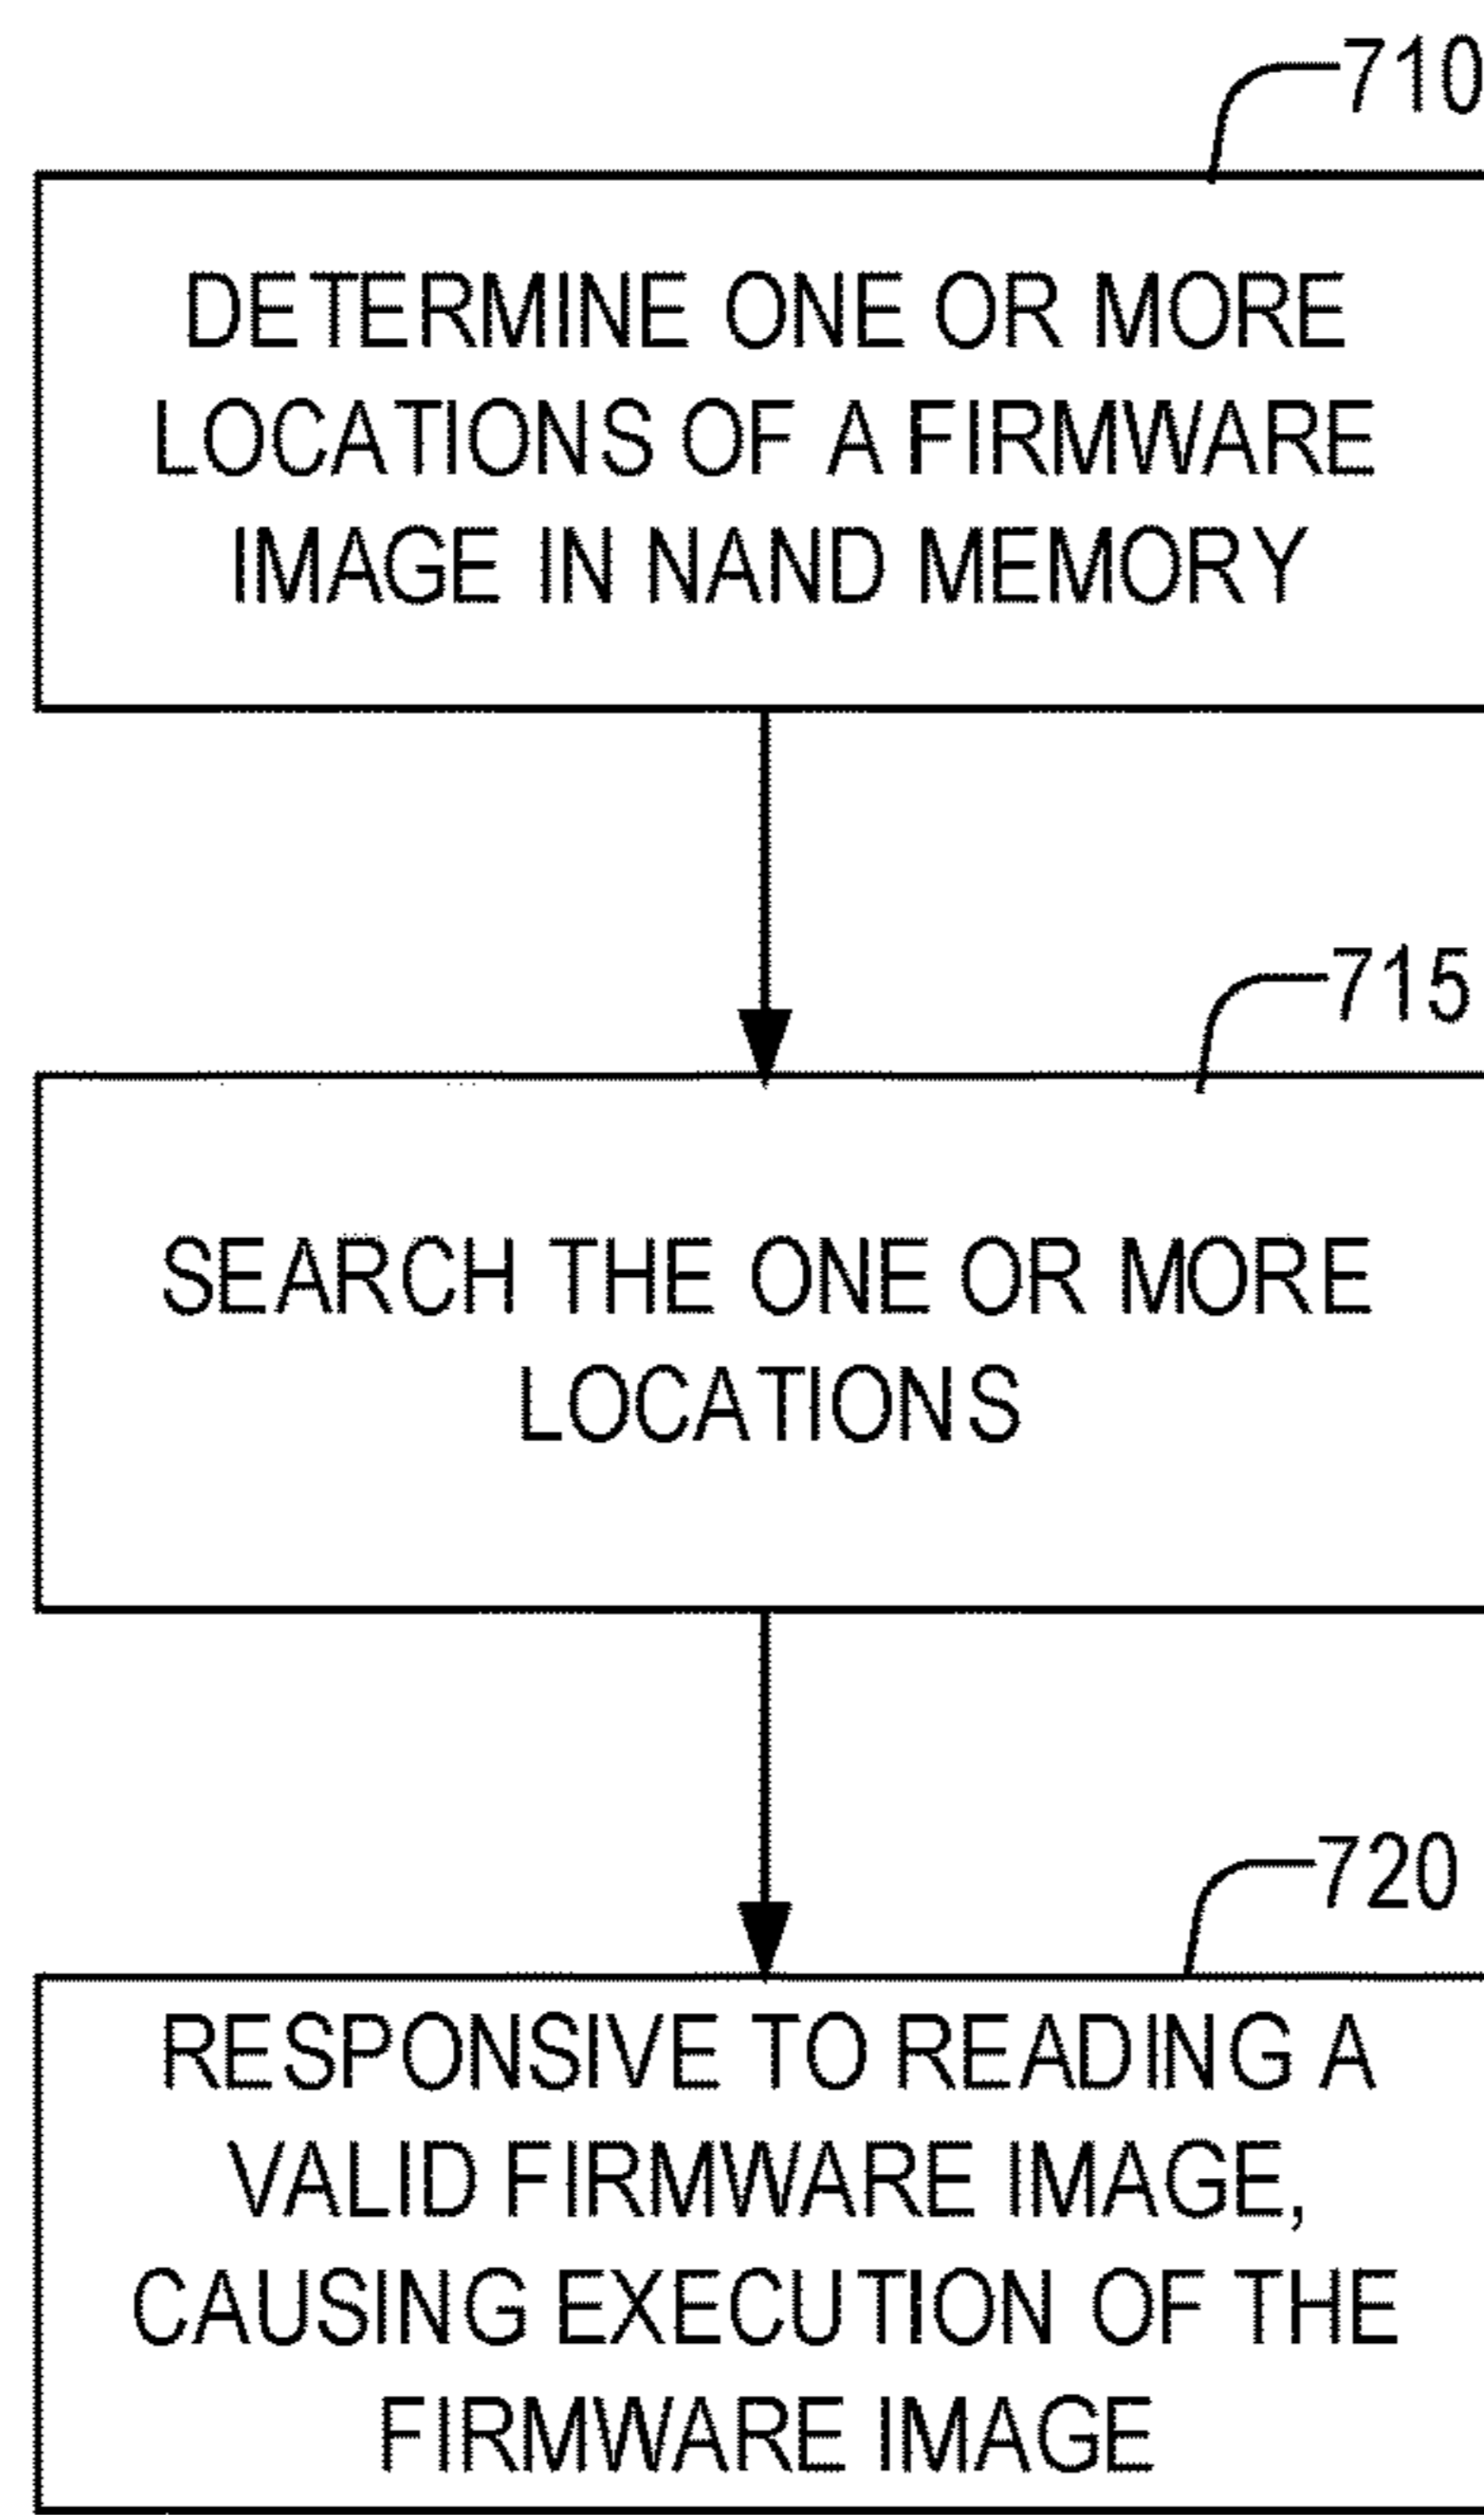 710
DETERMINE ONE OR MORE
LOCATIONS OF A FIRMWARE
IMAGE IN NAND MEMORY
715
SEARCH THE ONE OR MORE
LOCATIONS
720
RESPONSIVE TO READING A
VALID FIRMWARE IMAGE,
CAUSING EXECUTION OF THE
FIRMWARE IMAGE